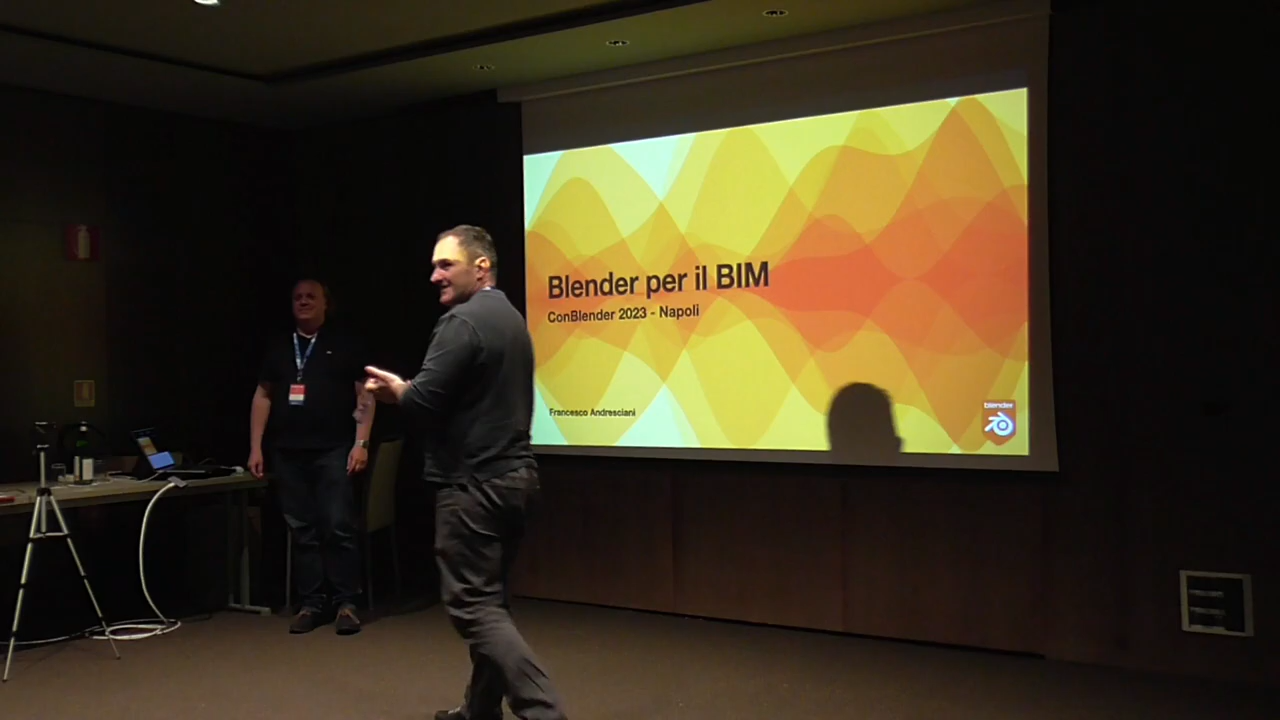 Blender per il BIM
ConBlender 2023 - Napoli
Francesco Andresciani
blender